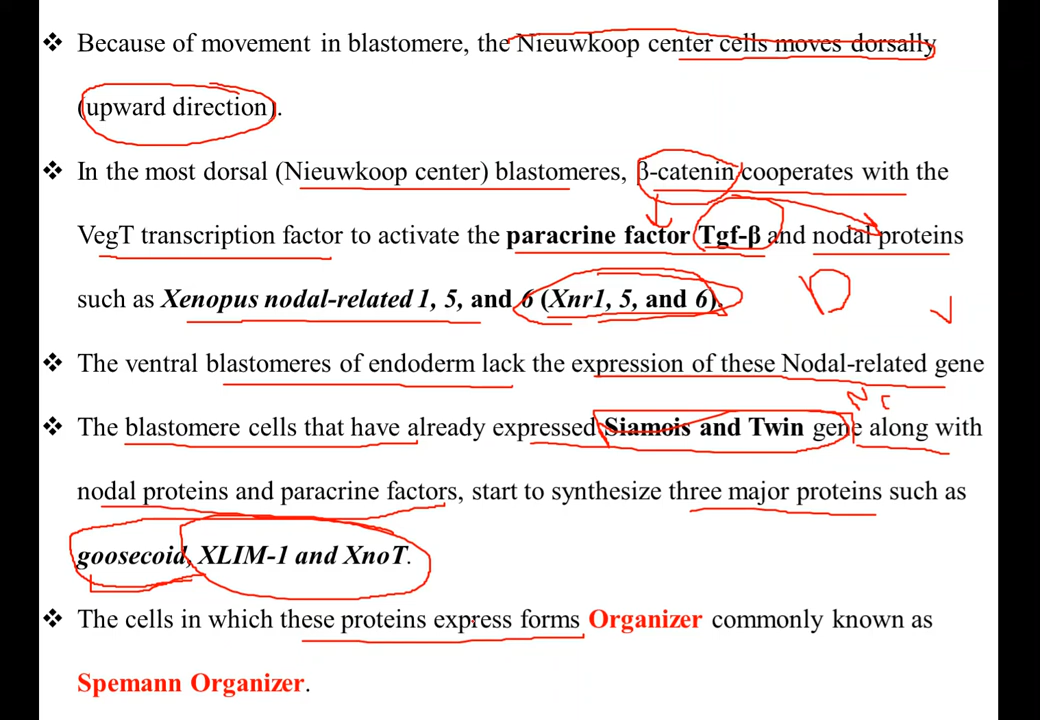 ❖ Because of movement in blastomere, the Nieuwkoop center cells moves dorsally
(upward direction).
❖ In the most dorsal (Nieuwkoop center) blastomeres, β-catenin cooperates with the
VegT transcription factor to activate the paracrine factor Tgf-β and nodal proteins
such as Xenopus nodal-related 1, 5, and 6 (Xnr1, 5, and 6).
❖ The ventral blastomeres of endoderm lack the expression of these Nodal-related gene
❖ The blastomere cells that have already expressed Siamois and Twin gene along with
nodal proteins and paracrine factors, start to synthesize three major proteins such as
goosecoid, XLIM-1 and XnoT.
❖ The cells in which these proteins express forms Organizer commonly known as
Spemann Organizer.